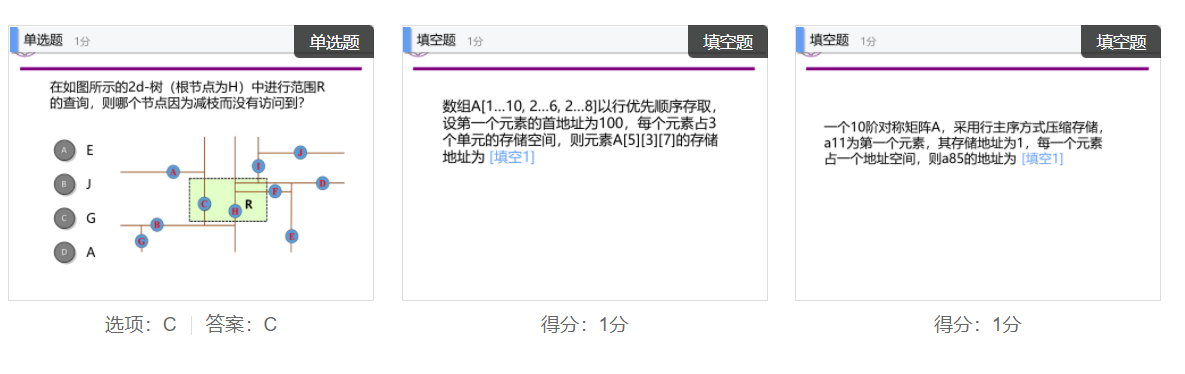 单选题 1分 单选题
在如图所示的2d-树（根节点为H）中进行范围R
的查询，则哪个节点因为减枝而没有访问到？
A E
B J
C G
D A
J
I
A
D
F
C
H
R
B
G
E
选项：C 答案：C
填空题 1分 填空题
数组A[1...10, 2...6, 2...8]以行优先顺序存取，
设第一个元素的首地址为100，每个元素占3
个单元的存储空间，则元素A[5][3][7]的存储
地址为 [填空1]
得分：1分
填空题 1分 填空题
一个10阶对称矩阵A，采用行主序方式压缩存储，
a11为第一个元素，其存储地址为1，每一个元素
占一个地址空间，则a85的地址为 [填空1]
得分：1分